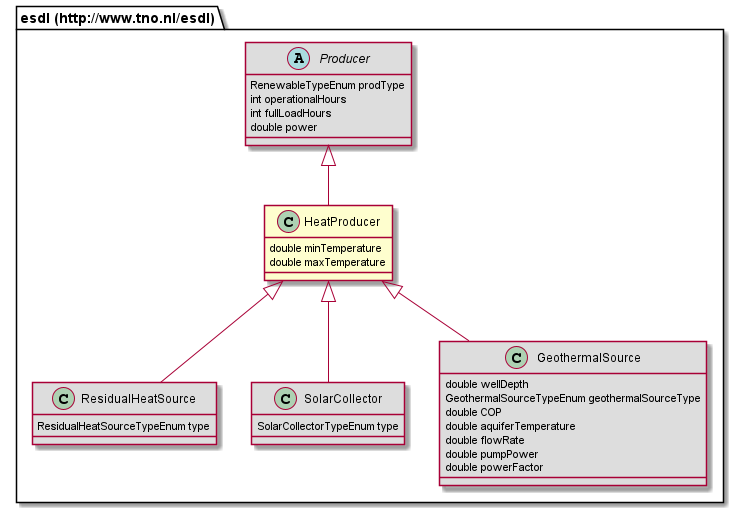 esdl (http://www.tno.nl/esdl)
A Producer
RenewableTypeEnum prodType
int operationalHours
int fullLoadHours
double power
C HeatProducer
double minTemperature
double maxTemperature
C ResidualHeatSource
ResidualHeatSourceTypeEnum type
C SolarCollector
SolarCollectorTypeEnum type
C GeothermalSource
double wellDepth
GeothermalSourceTypeEnum geothermalSourceType
double COP
double aquiferTemperature
double flowRate
double pumpPower
double powerFactor